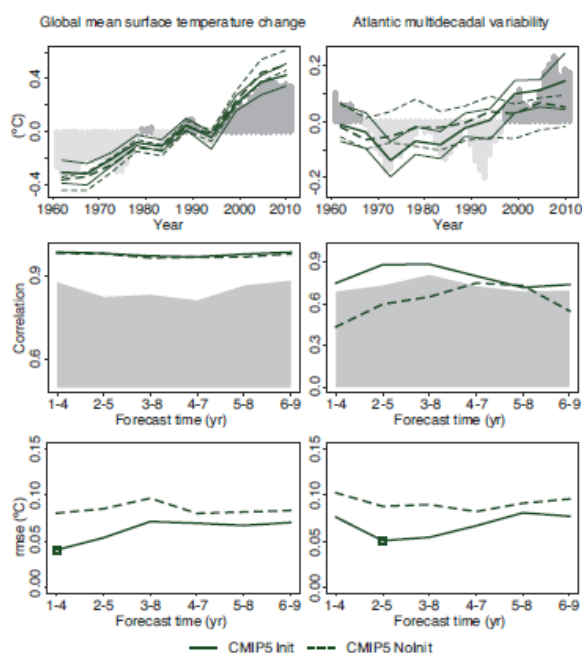 Global mean surface temperature change
Atlantic multidecadal variability
(ºC)
0.4
0.0
-0.4
1960 1970 1980 1990 2000 2010
Year
0.2
0.1
0.0
-0.2
1960 1970 1980 1990 2000 2010
Year
Correlation
0.9
0.6
1-4 2-5 3-8 4-7 5-8 6-9
Forecast time (yr)
0.9
0.6
0.3
0.0
1-4 2-5 3-8 4-7 5-8 6-9
Forecast time (yr)
rmse (ºC)
0.15
0.10
0.05
0.00
1-4 2-5 3-8 4-7 5-8 6-9
Forecast time (yr)
0.15
0.10
0.05
0.00
1-4 2-5 3-8 4-7 5-8 6-9
Forecast time (yr)
CMIP5 Init CMIP5 NoInit